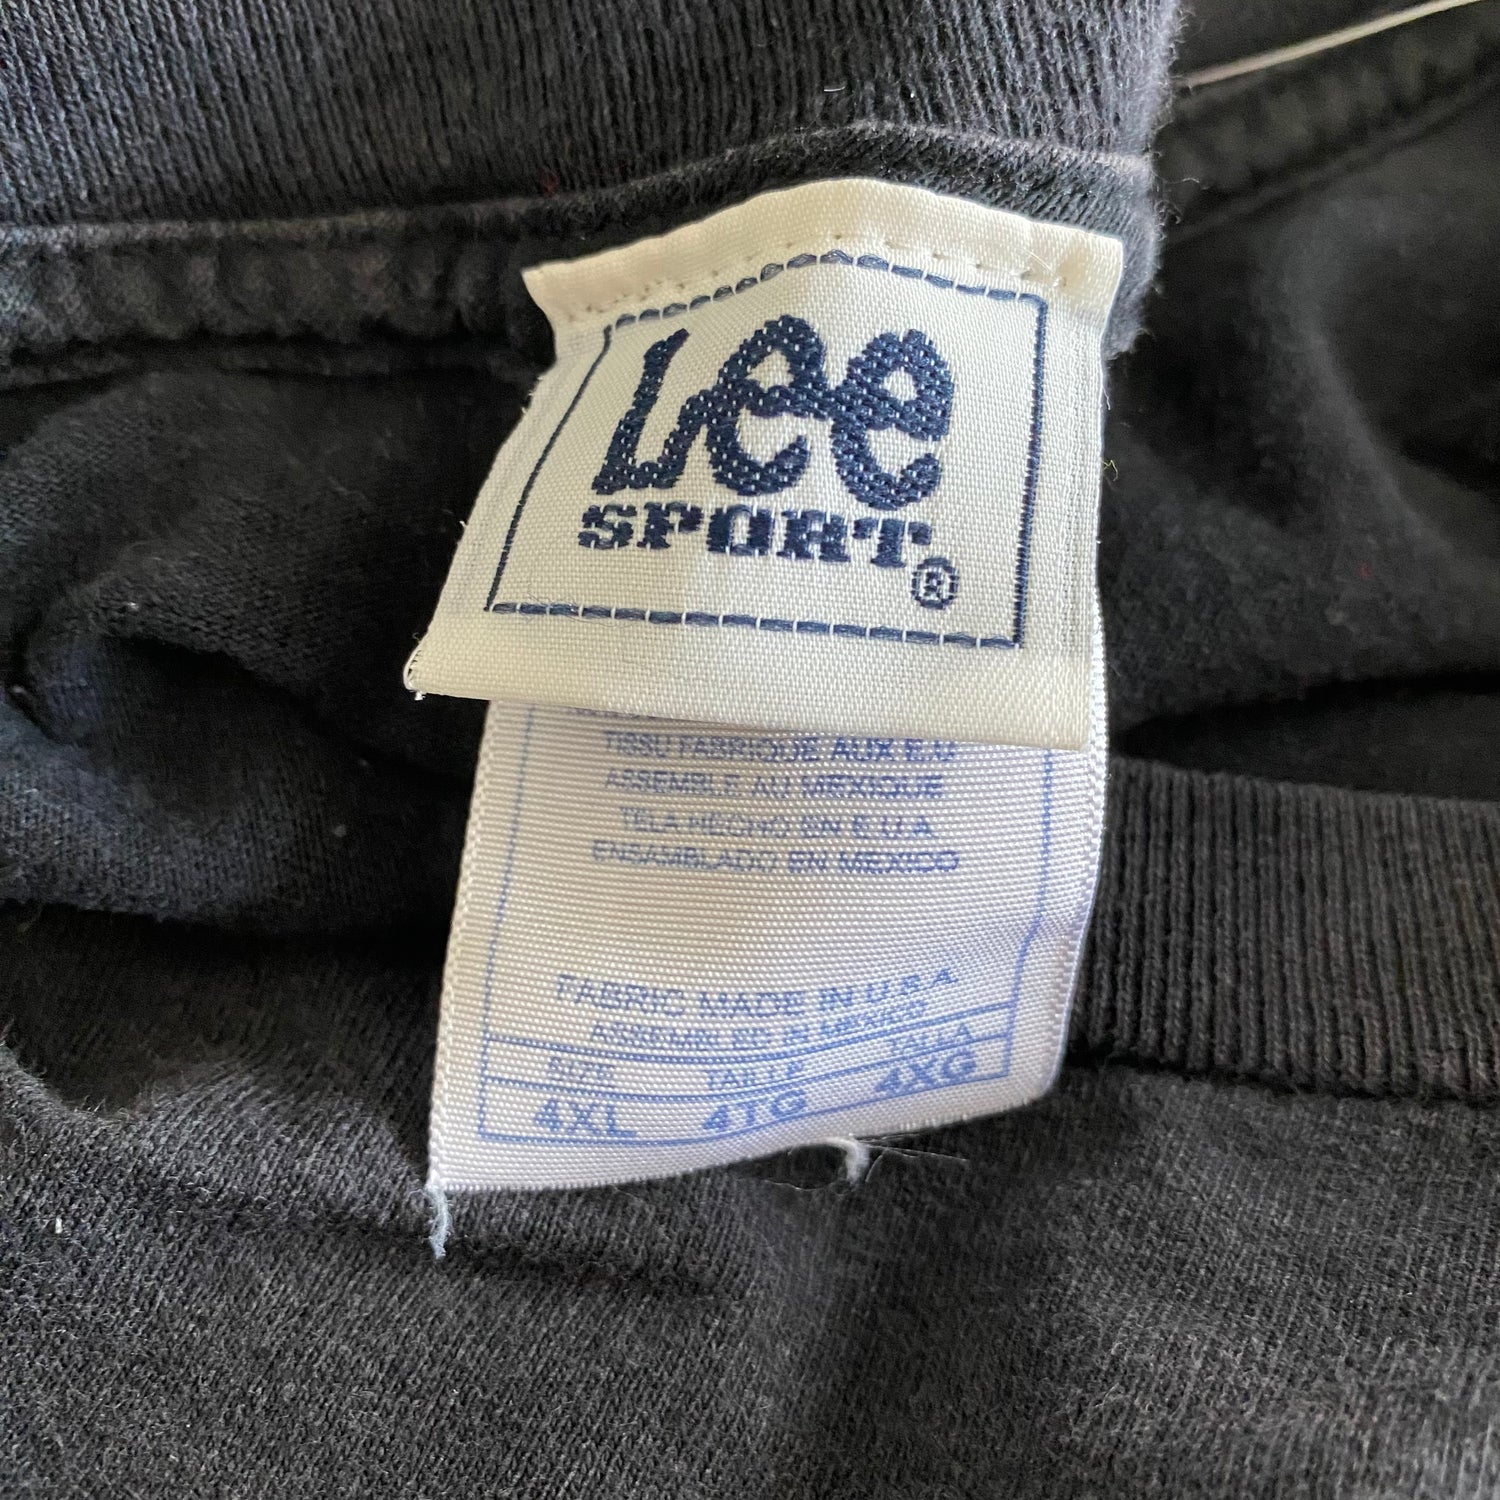 Lee
SPORT
®
TISSU FABRIQUE AUX E.U
ASSEMBLE AU MEXIQUE
TELA HECHO EN E.U.A.
ENSAMBLADO EN MEXICO
FABRIC MADE IN U.S.A
ASSEMBLED IN MEXICO
SIZE TAILLE TALLA
4XL 4TG 4XG